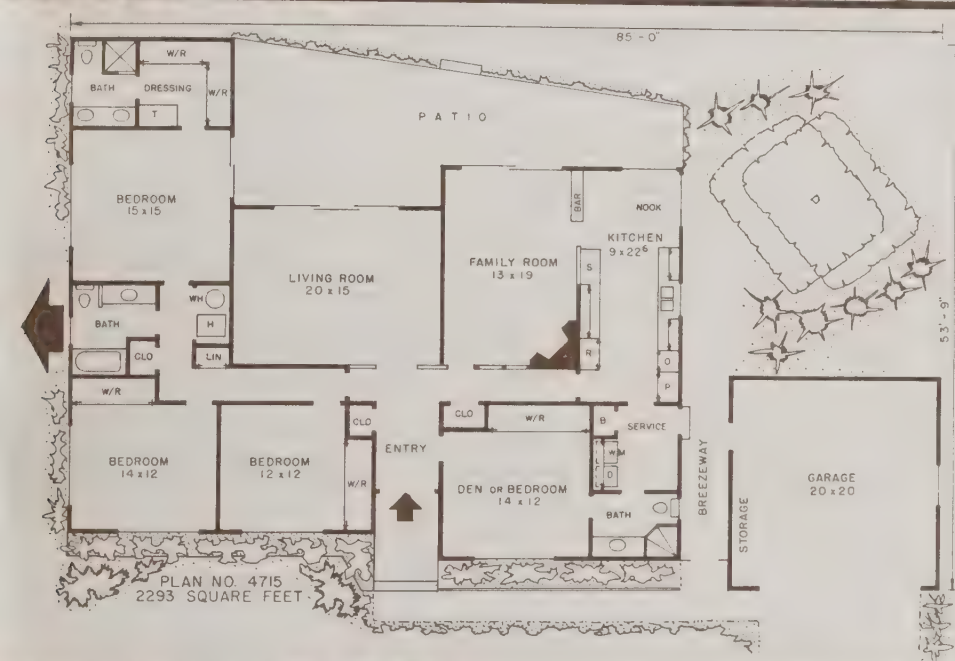 85'-0"
W/R
BATH
DRESSING
W/R
T
PATIO
BEDROOM
15 x 15
BAR
NOOK
KITCHEN
9 x 22⁶
FAMILY ROOM
13 x 19
S
LIVING ROOM
20 x 15
WH
H
BATH
CLO
LIN
R
O
P
53'-9"
W/R
CLO
CLO
W/R
B
SERVICE
ENTRY
W M
D
BEDROOM
14 x 12
BEDROOM
12 x 12
W/R
DEN OR BEDROOM
14 x 12
BATH
BREEZEWAY
STORAGE
GARAGE
20 x 20
PLAN NO. 4715
2293 SQUARE FEET